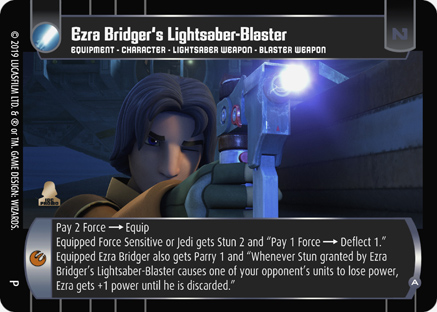 Ezra Bridger's Lightsaber-Blaster
EQUIPMENT - CHARACTER - LIGHTSABER WEAPON - BLASTER WEAPON
N
© 2019 LUCASFILM LTD. & ® or TM. GAME DESIGN: WIZARDS.
Pay 2 Force → Equip
Equipped Force Sensitive or Jedi gets Stun 2 and “Pay 1 Force → Deflect 1.”
Equipped Ezra Bridger also gets Parry 1 and “Whenever Stun granted by Ezra
Bridger's Lightsaber-Blaster causes one of your opponent's units to lose power,
Ezra gets +1 power until he is discarded.”
P
A